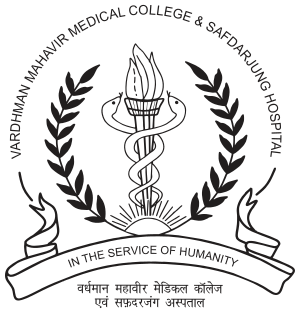 VARDHMAN MAHAVIR MEDICAL COLLEGE & SAFDARJUNG HOSPITAL
IN THE SERVICE OF HUMANITY
वर्धमान महावीर मेडिकल कॉलेज
एवं सफ़दरजंग अस्पताल